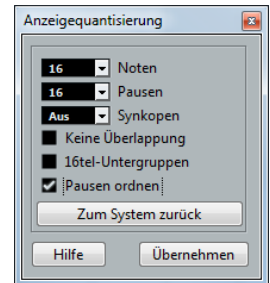 Anzeigequantisierung
16 Noten
16 Pausen
Aus Synkopen
Keine Überlappung
16tel-Untergruppen
Pausen ordnen
Zum System zurück
Hilfe Übernehmen